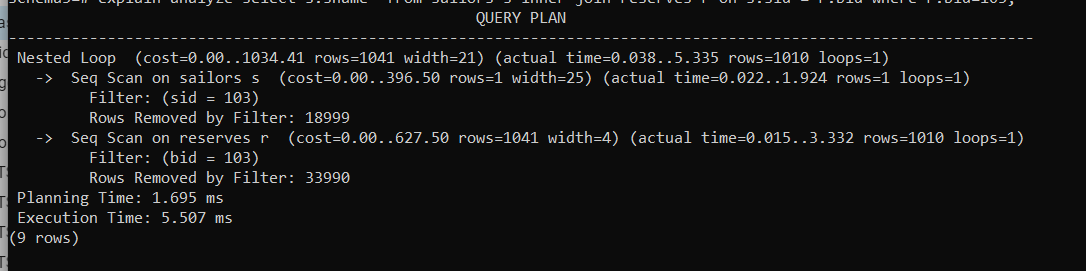 schema3=# explain analyze select s.sname from sailors s inner join reserves r on s.sid = r.bid where r.bid=103;
QUERY PLAN
Nested Loop (cost=0.00..1034.41 rows=1041 width=21) (actual time=0.038..5.335 rows=1010 loops=1)
-> Seq Scan on sailors s (cost=0.00..396.50 rows=1 width=25) (actual time=0.022..1.924 rows=1 loops=1)
Filter: (sid = 103)
Rows Removed by Filter: 18999
-> Seq Scan on reserves r (cost=0.00..627.50 rows=1041 width=4) (actual time=0.015..3.332 rows=1010 loops=1)
Filter: (bid = 103)
Rows Removed by Filter: 33990
Planning Time: 1.695 ms
Execution Time: 5.507 ms
(9 rows)